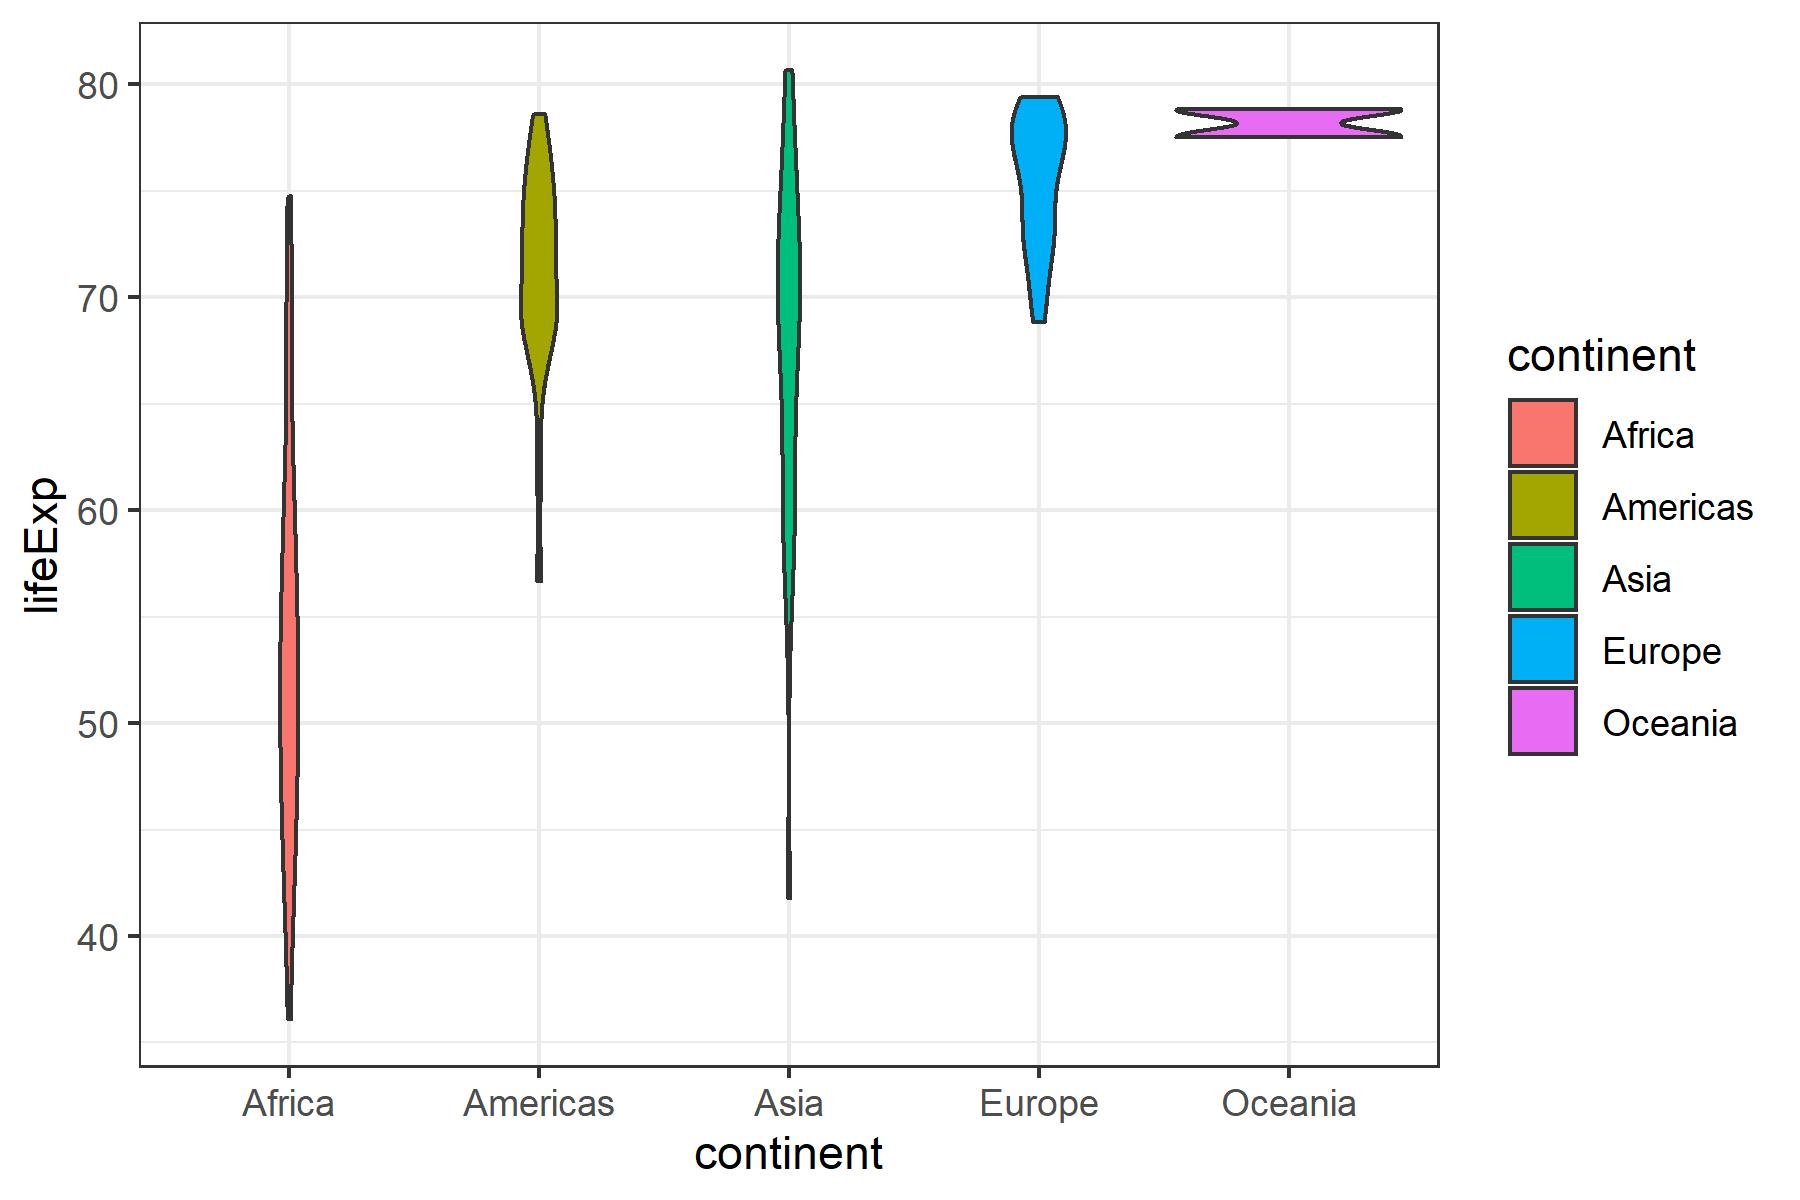 80
70
60
50
40
lifeExp
Africa
Americas
Asia
Europe
Oceania
continent
continent
Africa
Americas
Asia
Europe
Oceania